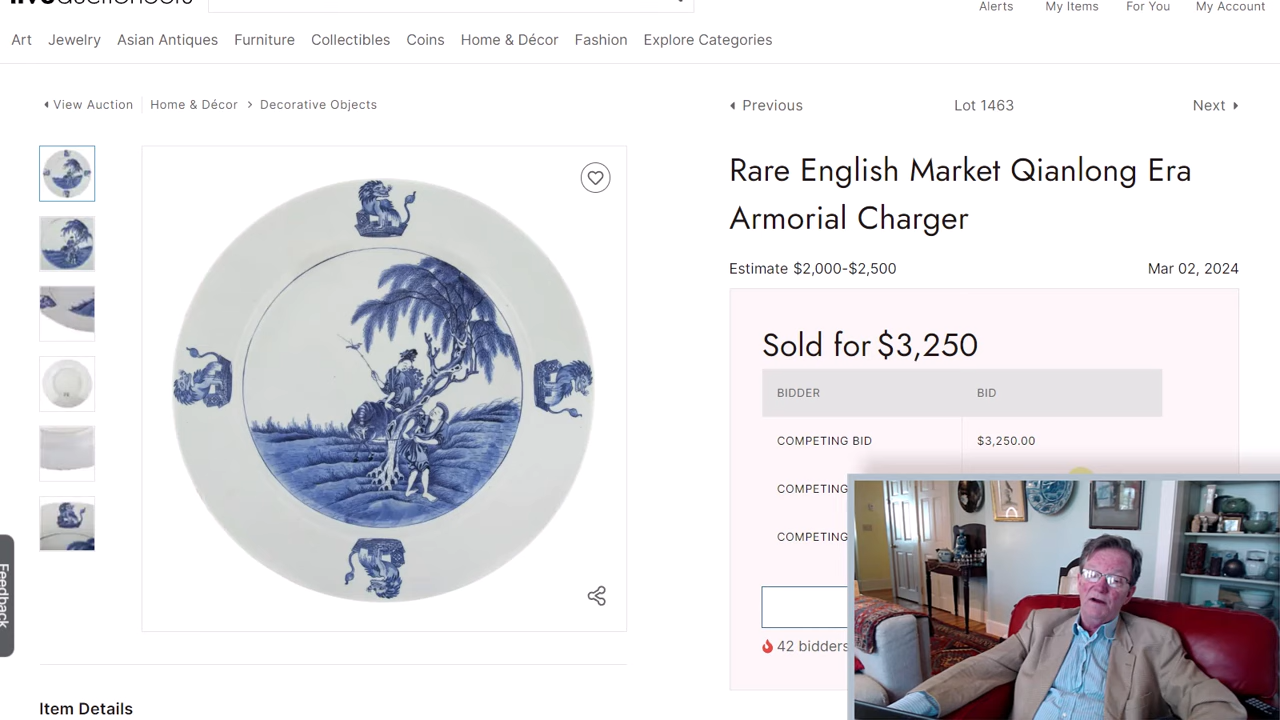 Alerts
My Items
For You
My Account
Art
Jewelry
Asian Antiques
Furniture
Collectibles
Coins
Home & Décor
Fashion
Explore Categories
View Auction
Home & Décor
Decorative Objects
Previous
Lot 1463
Next
Rare English Market Qianlong Era
Armorial Charger
Estimate $2,000-$2,500
Mar 02, 2024
Sold for $3,250
BIDDER
BID
COMPETING BID
$3,250.00
COMPETING
COMPETING
42 bidders
Feedback
Item Details